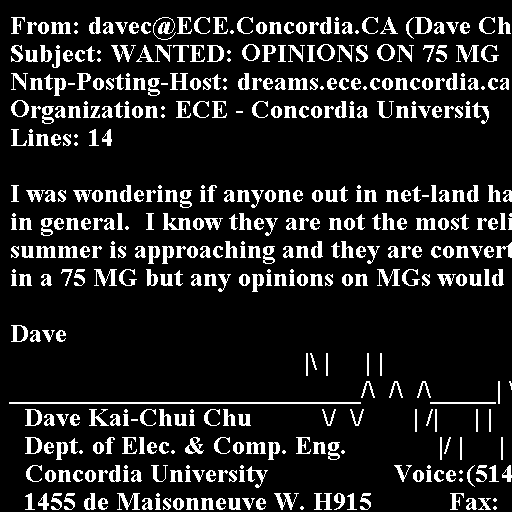 From: davec@ECE.Concordia.CA (Dave Ch
Subject: WANTED: OPINIONS ON 75 MG
Nntp-Posting-Host: dreams.ece.concordia.ca
Organization: ECE - Concordia University
Lines: 14

I was wondering if anyone out in net-land ha
in general.  I know they are not the most reli
summer is approaching and they are convert
in a 75 MG but any opinions on MGs would

Dave
|\ |      | |
___________________________/\  /\  /\_____| \
Dave Kai-Chui Chu            \/  \/        | /|      | |
Dept. of Elec. & Comp. Eng.                |/ |      |
Concordia University                    Voice:(514
1455 de Maisonneuve W. H915             Fax: